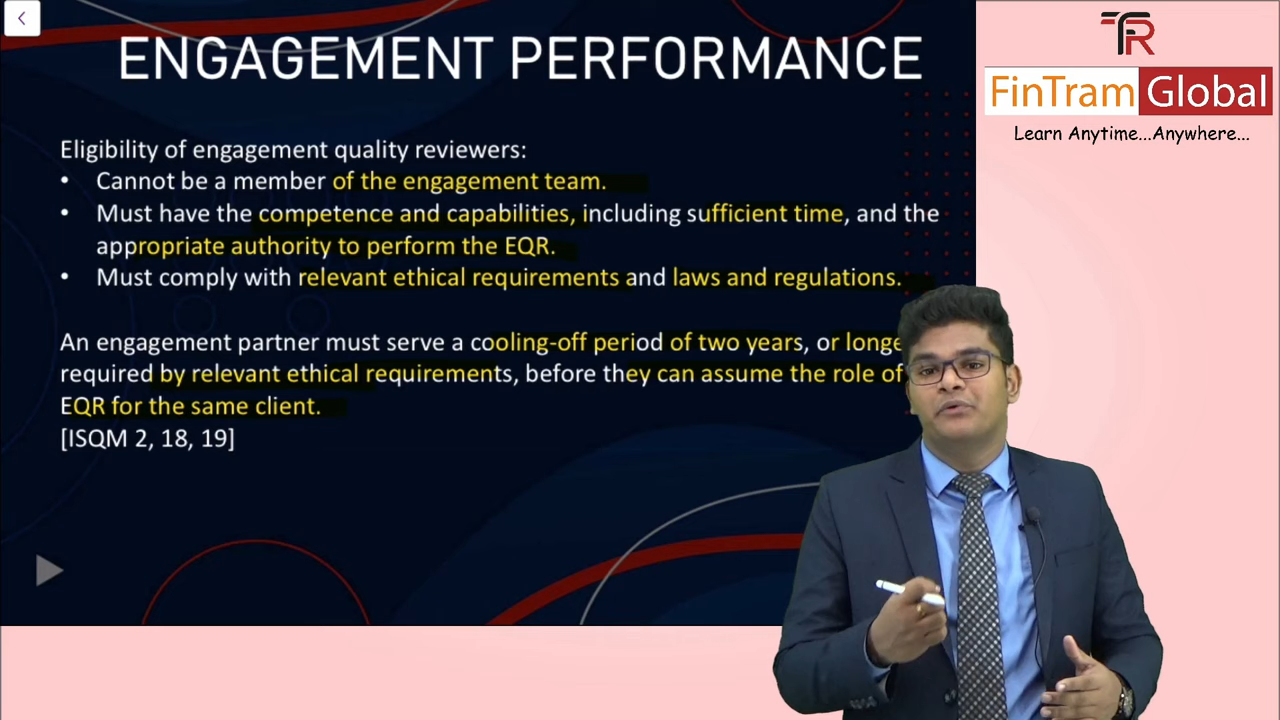 ENGAGEMENT PERFORMANCE
FinTram Global
Learn Anytime...Anywhere...
Eligibility of engagement quality reviewers:
• Cannot be a member of the engagement team.
• Must have the competence and capabilities, including sufficient time, and the
appropriate authority to perform the EQR.
• Must comply with relevant ethical requirements and laws and regulations.
An engagement partner must serve a cooling-off period of two years, or
required by relevant ethical requirements, before they can assume the role of
EQR for the same client.
[ISQM 2, 18, 19]